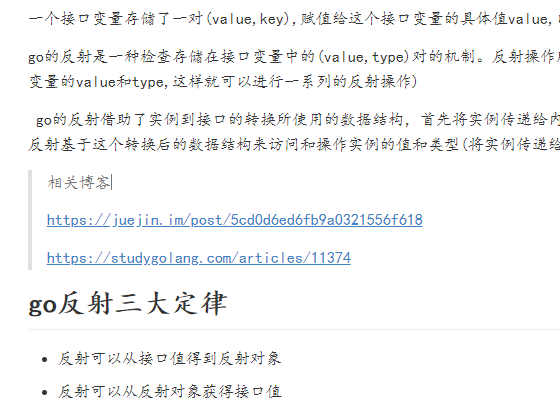 一个接口变量存储了一对(value,key),赋值给这个接口变量的具体值value,
go的反射是一种检查存储在接口变量中的(value,type)对的机制。反射操作
变量的value和type,这样就可以进行一系列的反射操作)
go的反射借助了实例到接口的转换所使用的数据结构, 首先将实例传递给内
反射基于这个转换后的数据结构来访问和操作实例的值和类型(将实例传递给
相关博客
https://juejin.im/post/5cd0d6ed6fb9a0321556f618
https://studygolang.com/articles/11374
go反射三大定律
• 反射可以从接口值得到反射对象
• 反射可以从反射对象获得接口值